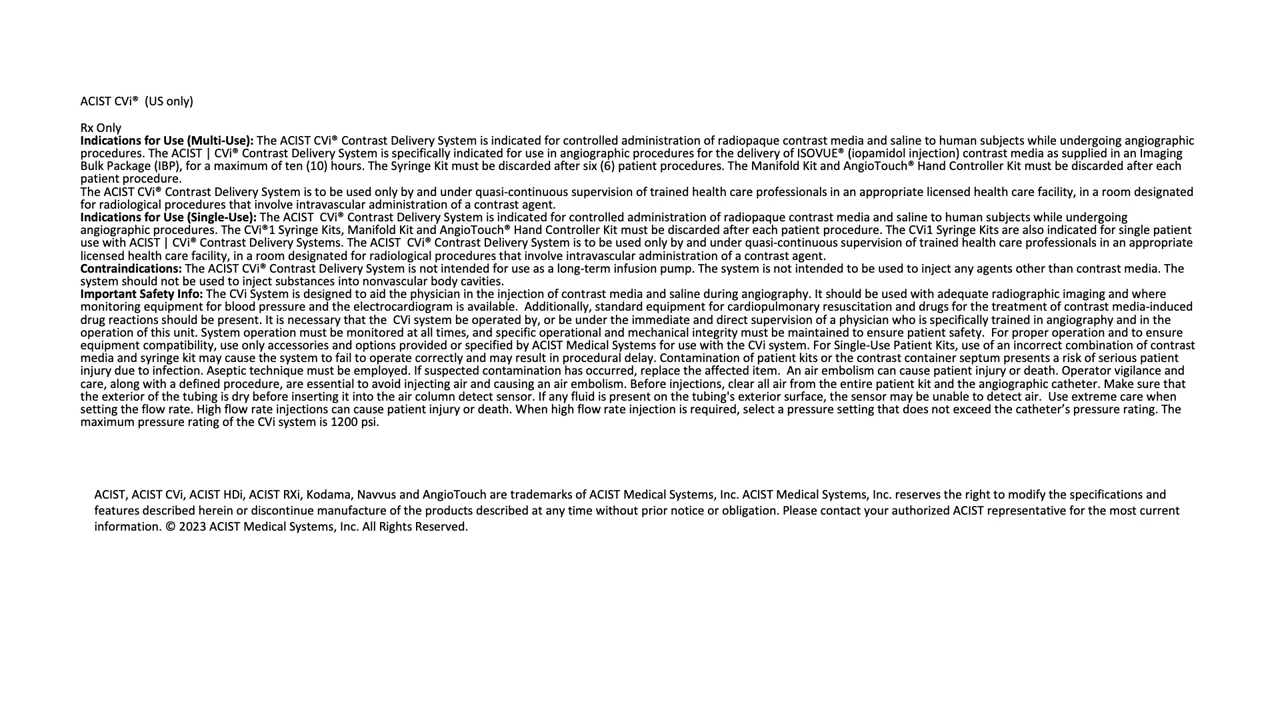 ACIST CVi® (US only)
Rx Only
Indications for Use (Multi-Use): The ACIST CVi® Contrast Delivery System is indicated for controlled administration of radiopaque contrast media and saline to human subjects while undergoing angiographic
procedures. The ACIST | CVi® Contrast Delivery System is specifically indicated for use in angiographic procedures for the delivery of ISOVUE® (iopamidol injection) contrast media as supplied in an Imaging
Bulk Package (IBP), for a maximum of ten (10) hours. The Syringe Kit must be discarded after six (6) patient procedures. The Manifold Kit and AngioTouch® Hand Controller Kit must be discarded after each
patient procedure.
The ACIST CVi® Contrast Delivery System is to be used only by and under quasi-continuous supervision of trained health care professionals in an appropriate licensed health care facility, in a room designated
for radiological procedures that involve intravascular administration of a contrast agent.
Indications for Use (Single-Use): The ACIST CVi® Contrast Delivery System is indicated for controlled administration of radiopaque contrast media and saline to human subjects while undergoing
angiographic procedures. The CVi®1 Syringe Kits, Manifold Kit and AngioTouch® Hand Controller Kit must be discarded after each patient procedure. The CVi1 Syringe Kits are also indicated for single patient
use with ACIST | CVi® Contrast Delivery Systems. The ACIST CVi® Contrast Delivery System is to be used only by and under quasi-continuous supervision of trained health care professionals in an appropriate
licensed health care facility, in a room designated for radiological procedures that involve intravascular administration of a contrast agent.
Contraindications: The ACIST CVi® Contrast Delivery System is not intended for use as a long-term infusion pump. The system is not intended to be used to inject any agents other than contrast media. The
system should not be used to inject substances into nonvascular body cavities.
Important Safety Info: The CVi System is designed to aid the physician in the injection of contrast media and saline during angiography. It should be used with adequate radiographic imaging and where
monitoring equipment for blood pressure and the electrocardiogram is available. Additionally, standard equipment for cardiopulmonary resuscitation and drugs for the treatment of contrast media-induced
drug reactions should be present. It is necessary that the CVi system be operated by, or be under the immediate and direct supervision of a physician who is specifically trained in angiography and in the
operation of this unit. System operation must be monitored at all times, and specific operational and mechanical integrity must be maintained to ensure patient safety. For proper operation and to ensure
equipment compatibility, use only accessories and options provided or specified by ACIST Medical Systems for use with the CVi system. For Single-Use Patient Kits, use of an incorrect combination of contrast
media and syringe kit may cause the system to fail to operate correctly and may result in procedural delay. Contamination of patient kits or the contrast container septum presents a risk of serious patient
injury due to infection. Aseptic technique must be employed. If suspected contamination has occurred, replace the affected item. An air embolism can cause patient injury or death. Operator vigilance and
care, along with a defined procedure, are essential to avoid injecting air and causing an air embolism. Before injections, clear all air from the entire patient kit and the angiographic catheter. Make sure that
the exterior of the tubing is dry before inserting it into the air column detect sensor. If any fluid is present on the tubing's exterior surface, the sensor may be unable to detect air. Use extreme care when
setting the flow rate. High flow rate injections can cause patient injury or death. When high flow rate injection is required, select a pressure setting that does not exceed the catheter’s pressure rating. The
maximum pressure rating of the CVi system is 1200 psi.
ACIST, ACIST CVi, ACIST HDi, ACIST RXi, Kodama, Navvus and AngioTouch are trademarks of ACIST Medical Systems, Inc. ACIST Medical Systems, Inc. reserves the right to modify the specifications and
features described herein or discontinue manufacture of the products described at any time without prior notice or obligation. Please contact your authorized ACIST representative for the most current
information. © 2023 ACIST Medical Systems, Inc. All Rights Reserved.